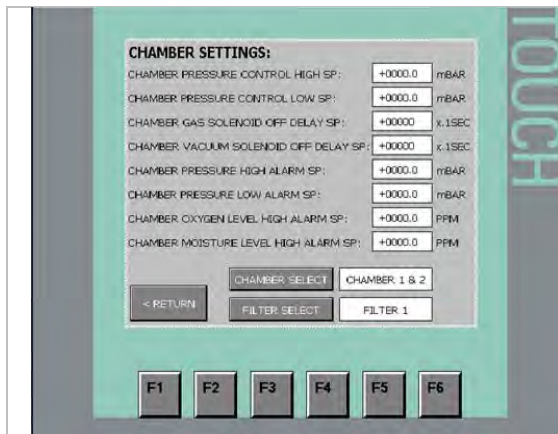 CHAMBER SETTINGS:
CHAMBER PRESSURE CONTROL HIGH SP: +0000.0 mBAR
CHAMBER PRESSURE CONTROL LOW SP: +0000.0 mBAR
CHAMBER GAS SOLENOID OFF DELAY SP: +00000 x.1SEC
CHAMBER VACUUM SOLENOID OFF DELAY SP: +00000 x.1SEC
CHAMBER PRESSURE HIGH ALARM SP: +0000.0 mBAR
CHAMBER PRESSURE LOW ALARM SP: +0000.0 mBAR
CHAMBER OXYGEN LEVEL HIGH ALARM SP: +0000.0 PPM
CHAMBER MOISTURE LEVEL HIGH ALARM SP: +0000.0 PPM
CHAMBER SELECT CHAMBER 1 & 2
< RETURN FILTER SELECT FILTER 1
F1 F2 F3 F4 F5 F6
TOUCH